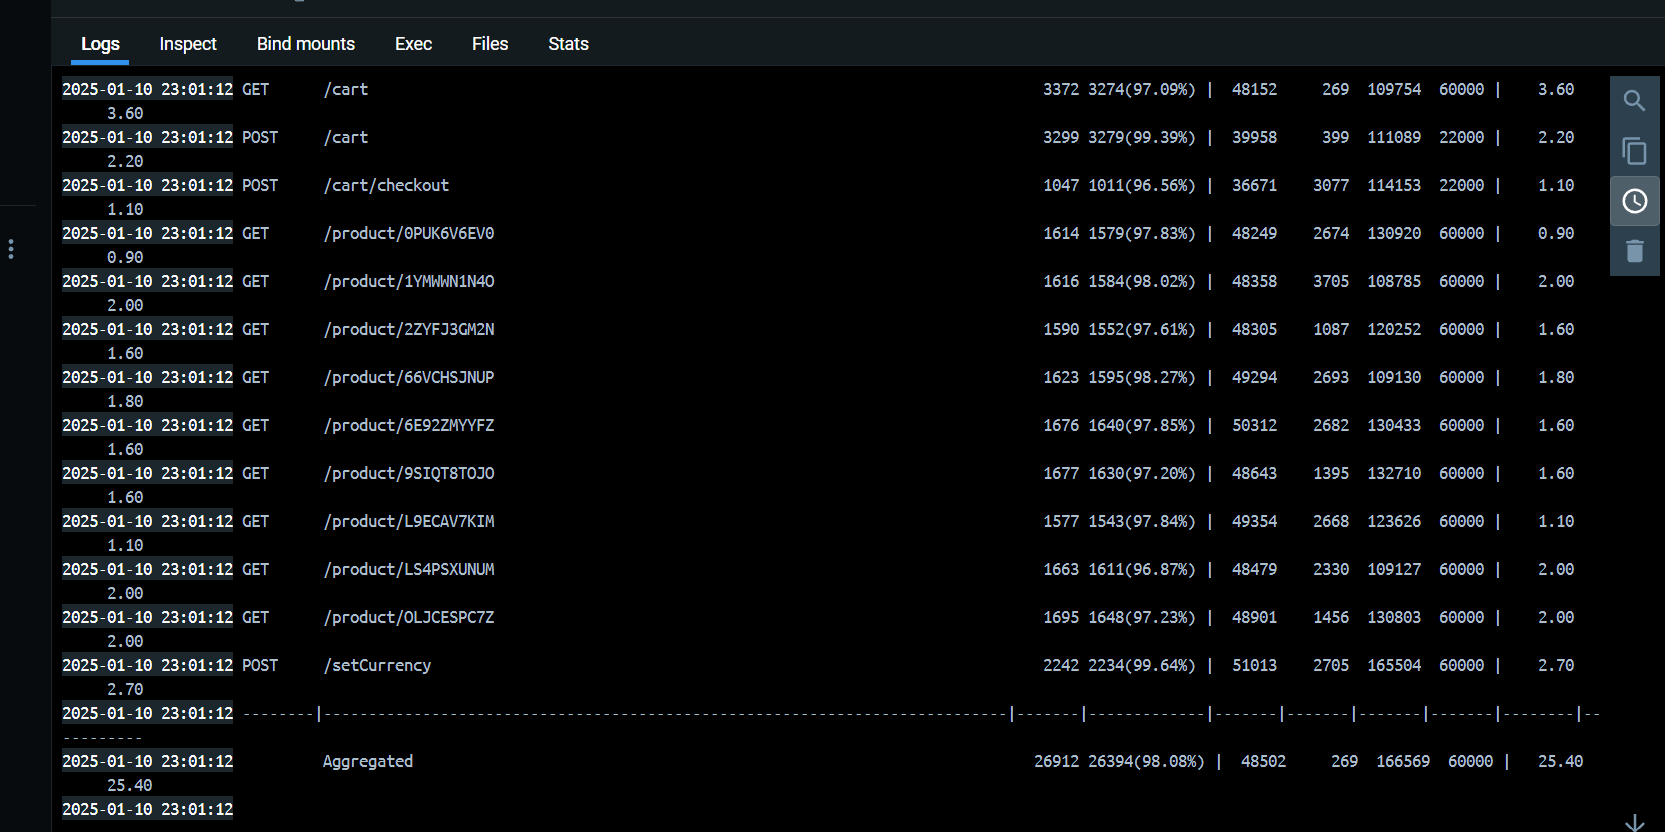 Logs Inspect Bind mounts Exec Files Stats
2025-01-10 23:01:12 GET /cart 3372 3274(97.09%) | 48152 269 109754 60000 | 3.60
3.60
2025-01-10 23:01:12 POST /cart 3299 3279(99.39%) | 39958 399 111089 22000 | 2.20
2.20
2025-01-10 23:01:12 POST /cart/checkout 1047 1011(96.56%) | 36671 3077 114153 22000 | 1.10
1.10
2025-01-10 23:01:12 GET /product/0PUK6V6EV0 1614 1579(97.83%) | 48249 2674 130920 60000 | 0.90
0.90
2025-01-10 23:01:12 GET /product/1YMWWN1N4O 1616 1584(98.02%) | 48358 3705 108785 60000 | 2.00
2.00
2025-01-10 23:01:12 GET /product/2ZYFJ3GM2N 1590 1552(97.61%) | 48305 1087 120252 60000 | 1.60
1.60
2025-01-10 23:01:12 GET /product/66VCHSJNUP 1623 1595(98.27%) | 49294 2693 109130 60000 | 1.80
1.80
2025-01-10 23:01:12 GET /product/6E92ZMYYFZ 1676 1640(97.85%) | 50312 2682 130433 60000 | 1.60
1.60
2025-01-10 23:01:12 GET /product/9SIQT8TOJO 1677 1630(97.20%) | 48643 1395 132710 60000 | 1.60
1.60
2025-01-10 23:01:12 GET /product/L9ECAV7KIM 1577 1543(97.84%) | 49354 2668 123626 60000 | 1.10
1.10
2025-01-10 23:01:12 GET /product/LS4PSXUNUM 1663 1611(96.87%) | 48479 2330 109127 60000 | 2.00
2.00
2025-01-10 23:01:12 GET /product/OLJCESPC7Z 1695 1648(97.23%) | 48901 1456 130803 60000 | 2.00
2.00
2025-01-10 23:01:12 POST /setCurrency 2242 2234(99.64%) | 51013 2705 165504 60000 | 2.70
2.70
2025-01-10 23:01:12 --------|----------------------------------------------------------------------------|-------|-------------|-------|-------|-------|-------|--------|--
---------
2025-01-10 23:01:12 Aggregated 26912 26394(98.08%) | 48502 269 166569 60000 | 25.40
25.40
2025-01-10 23:01:12